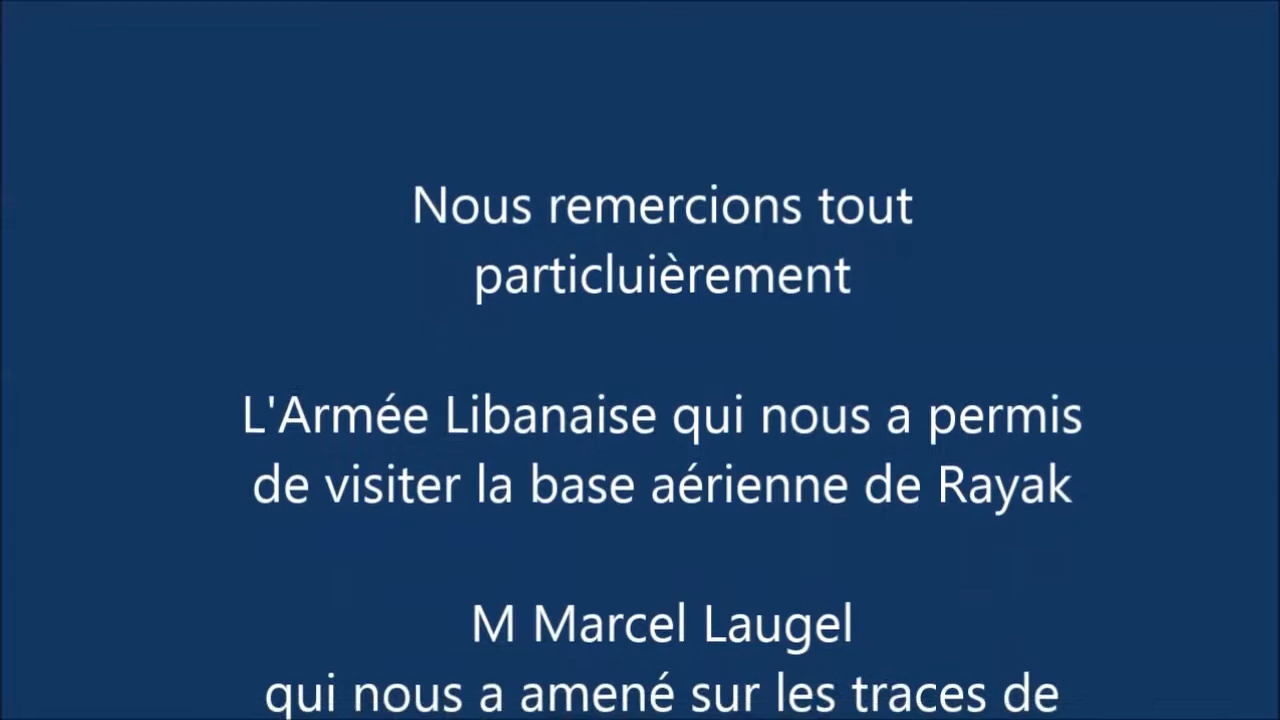 Nous remercions tout
particluièrement
L'Armée Libanaise qui nous a permis
de visiter la base aérienne de Rayak
M Marcel Laugel
qui nous a amené sur les traces de